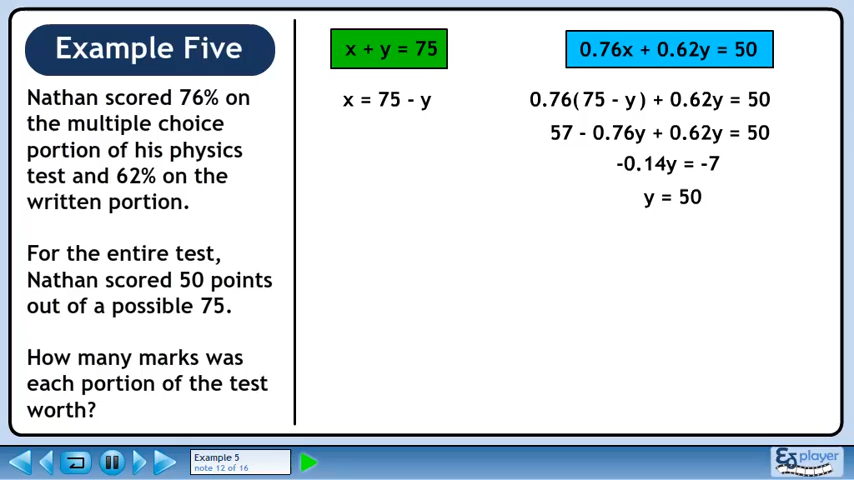 Example Five
Nathan scored 76% on
the multiple choice
portion of his physics
test and 62% on the
written portion.
For the entire test,
Nathan scored 50 points
out of a possible 75.
How many marks was
each portion of the test
worth?
x + y = 75
x = 75 - y
0.76x + 0.62y = 50
0.76(75 - y) + 0.62y = 50
57 - 0.76y + 0.62y = 50
-0.14y = -7
y = 50
Example 5
note 12 of 16
player